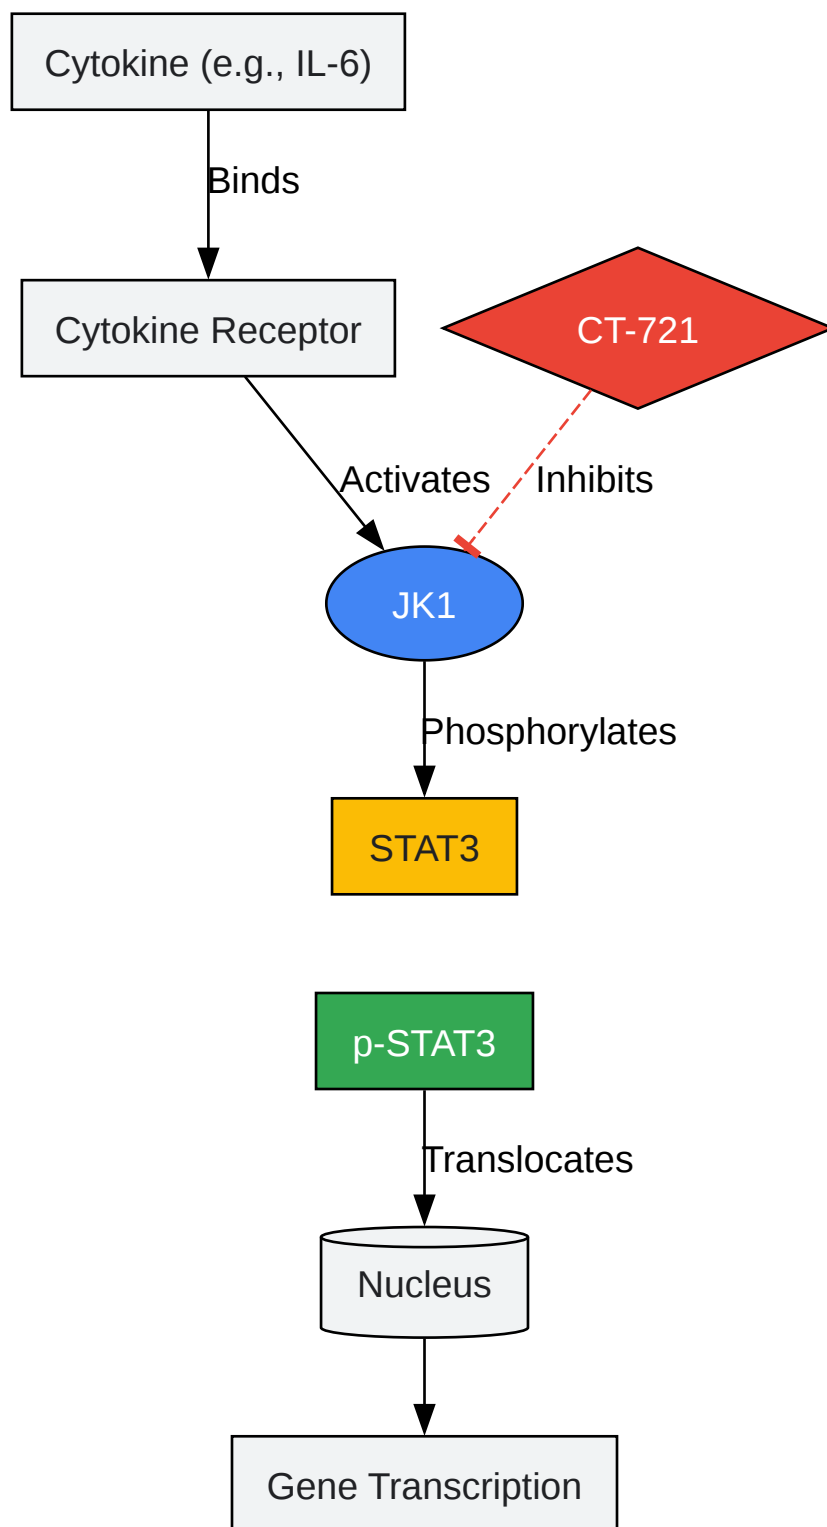 Cytokine (e.g., IL-6)
Binds
Cytokine Receptor
CT-721
Activates
Inhibits
JK1
Phosphorylates
STAT3
p-STAT3
Translocates
Nucleus
Gene Transcription